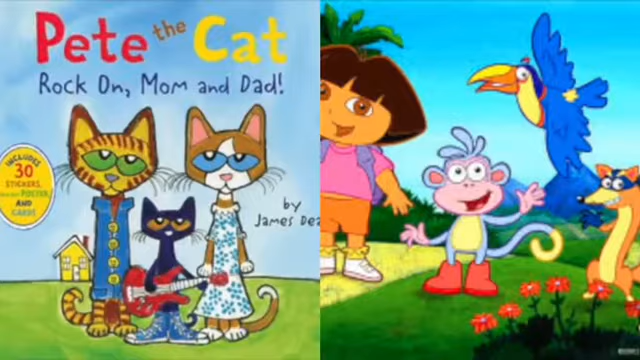 Pete the Cat
Rock On, Mom and Dad!
INCLUDES
30
STICKERS,
POSTER,
AND
CARDS
by
James Dea